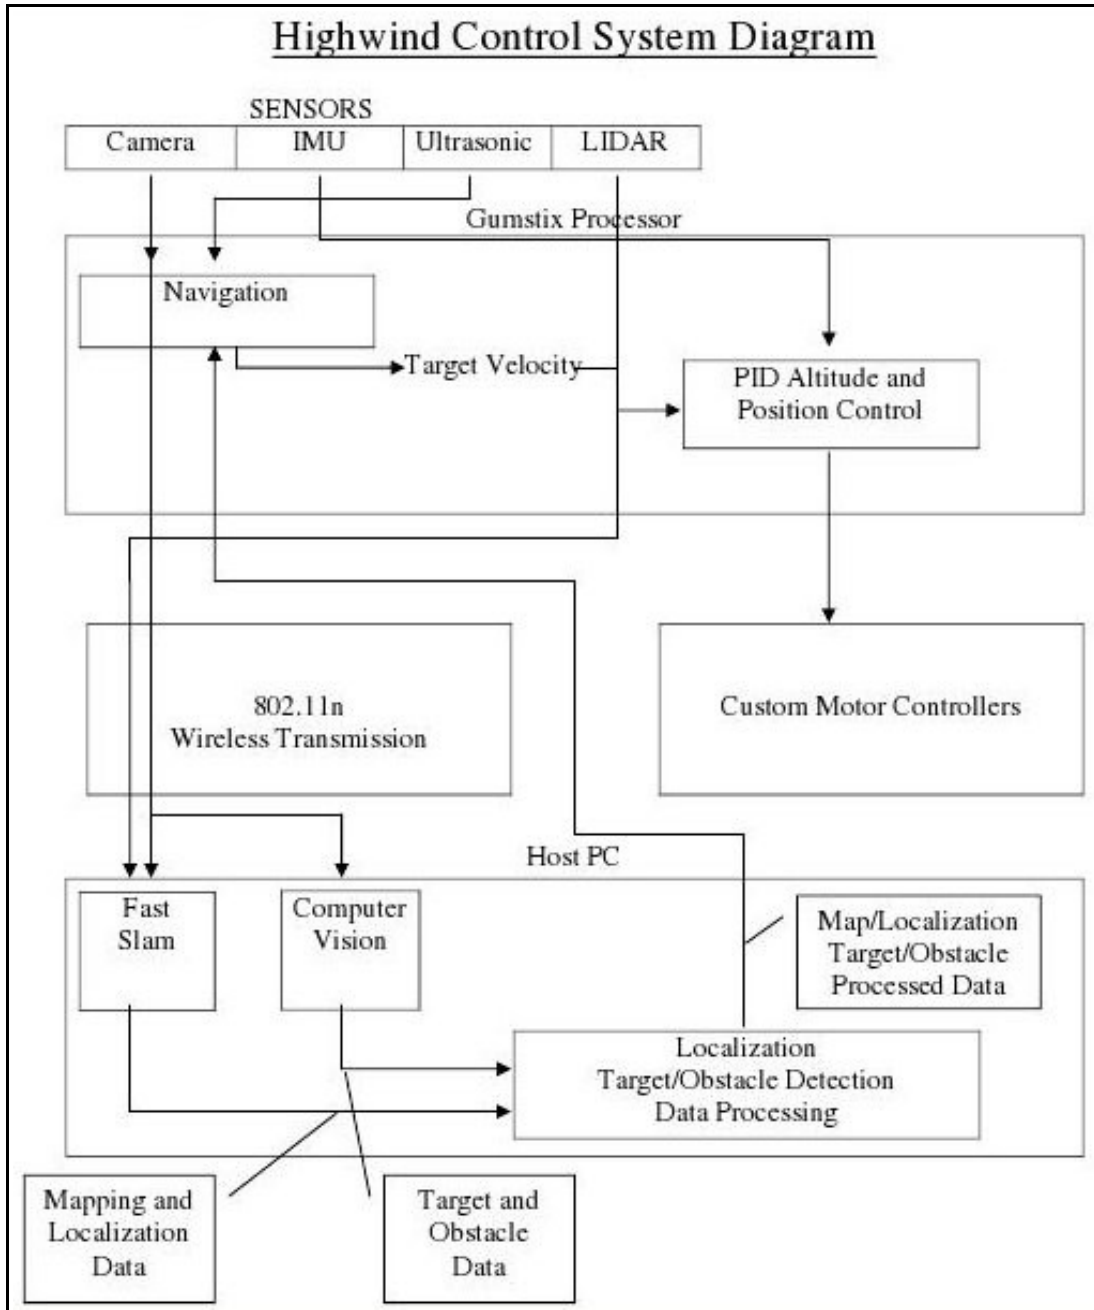 Highwind Control System Diagram
SENSORS
Camera
IMU
Ultrasonic
LIDAR
Gumstix Processor
Navigation
Target Velocity
PID Altitude and
Position Control
802.11n
Wireless Transmission
Custom Motor Controllers
Host PC
Fast
Slam
Computer
Vision
Map/Localization
Target/Obstacle
Processed Data
Localization
Target/Obstacle Detection
Data Processing
Mapping and
Localization
Data
Target and
Obstacle
Data